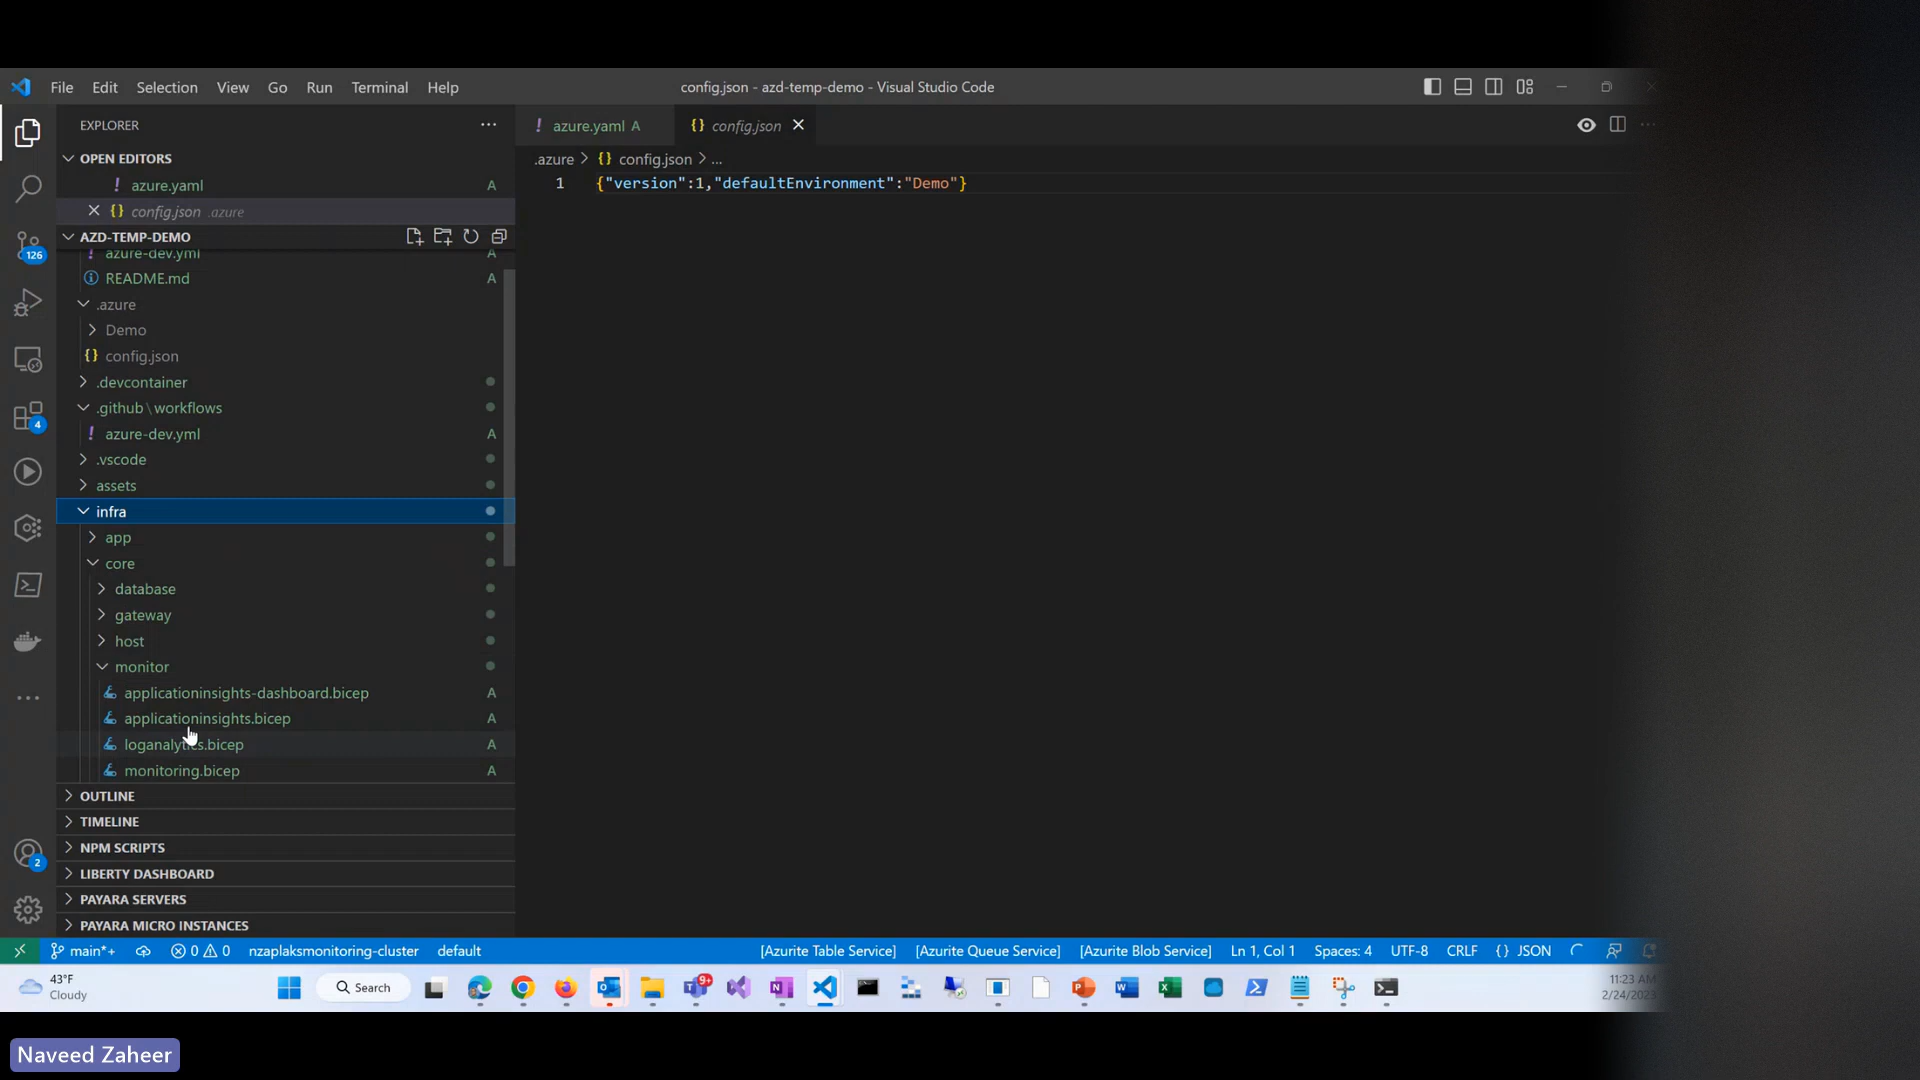 File Edit Selection View Go Run Terminal Help
config.json - azd-temp-demo - Visual Studio Code
EXPLORER
OPEN EDITORS
! azure.yaml A
{} config.json .azure
AZD-TEMP-DEMO
! azure-dev.yml A
README.md A
.azure
Demo
{} config.json
.devcontainer
.github\workflows
! azure-dev.yml A
.vscode
assets
infra
app
core
database
gateway
host
monitor
applicationinsights-dashboard.bicep A
applicationinsights.bicep A
loganalytics.bicep A
monitoring.bicep A
OUTLINE
TIMELINE
NPM SCRIPTS
LIBERTY DASHBOARD
PAYARA SERVERS
PAYARA MICRO INSTANCES
126
4
2
! azure.yaml A
{} config.json
.azure > {} config.json > ...
1 {"version":1,"defaultEnvironment":"Demo"}
main*+ 0 0 nzaplaksmonitoring-cluster default
[Azurite Table Service] [Azurite Queue Service] [Azurite Blob Service] Ln 1, Col 1 Spaces: 4 UTF-8 CRLF {} JSON
43°F
Cloudy
Search
9+
11:23 AM
Naveed Zaheer